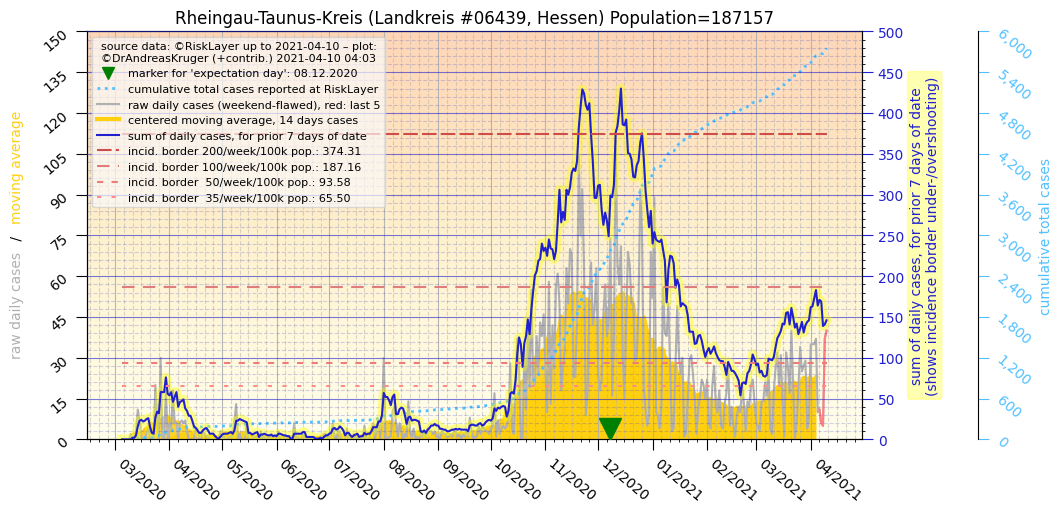 Rheingau-Taunus-Kreis (Landkreis #06439, Hessen) Population=187157
source data: ©RiskLayer up to 2021-04-10 – plot:
©DrAndreasKruger (+contrib.) 2021-04-10 04:03
marker for 'expectation day': 08.12.2020
cumulative total cases reported at RiskLayer
raw daily cases (weekend-flawed), red: last 5
centered moving average, 14 days cases
sum of daily cases, for prior 7 days of date
incid. border 200/week/100k pop.: 374.31
incid. border 100/week/100k pop.: 187.16
incid. border  50/week/100k pop.: 93.58
incid. border  35/week/100k pop.: 65.50
raw daily cases / moving average
150
135
120
105
90
75
60
45
30
15
0
03/2020
04/2020
05/2020
06/2020
07/2020
08/2020
09/2020
10/2020
11/2020
12/2020
01/2021
02/2021
03/2021
04/2021
500
450
400
350
300
250
200
150
100
50
0
sum of daily cases, for prior 7 days of date
(shows incidence border under-/overshooting)
6,000
5,400
4,800
4,200
3,600
3,000
2,400
1,800
1,200
600
0
cumulative total cases